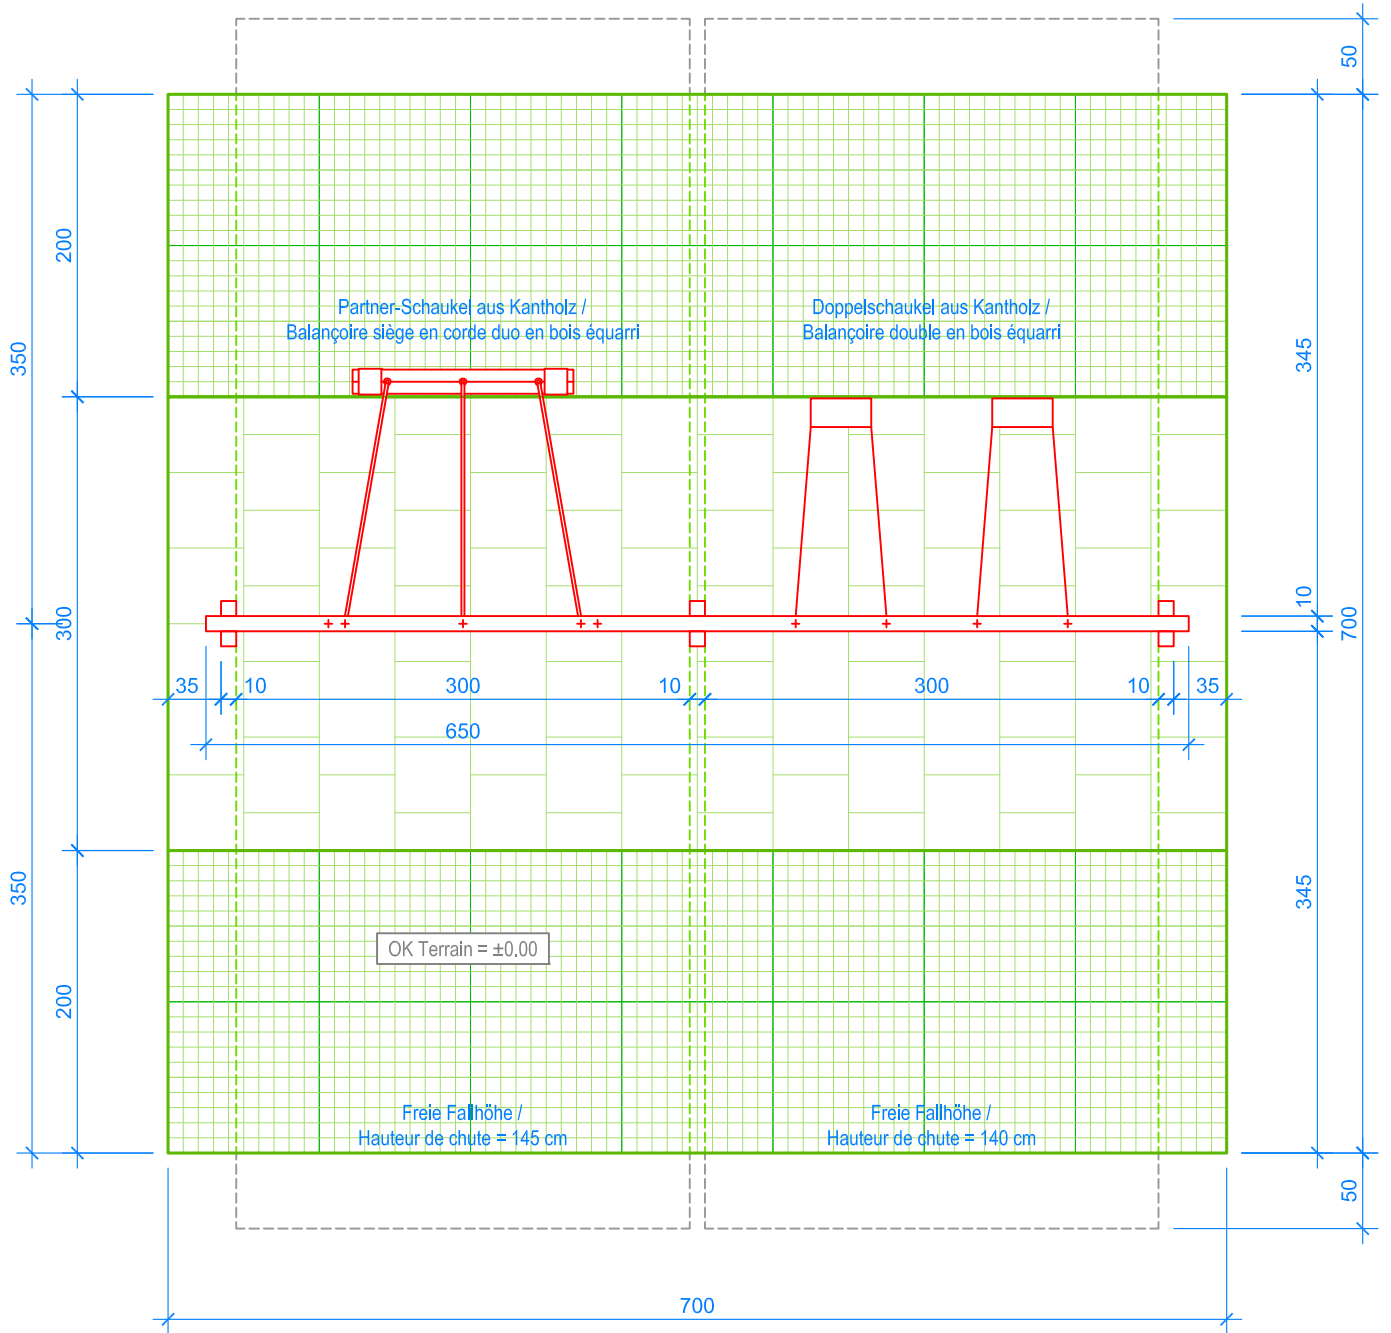 50
200
Partner-Schaukel aus Kantholz /
Balançoire siège en corde duo en bois équarri
Doppelschaukel aus Kantholz /
Balançoire double en bois équarri
350
345
10
300
700
35
10
300
10
300
10
35
650
350
345
OK Terrain = ±0.00
200
Freie Fallhöhe /
Hauteur de chute = 145 cm
Freie Fallhöhe /
Hauteur de chute = 140 cm
50
700